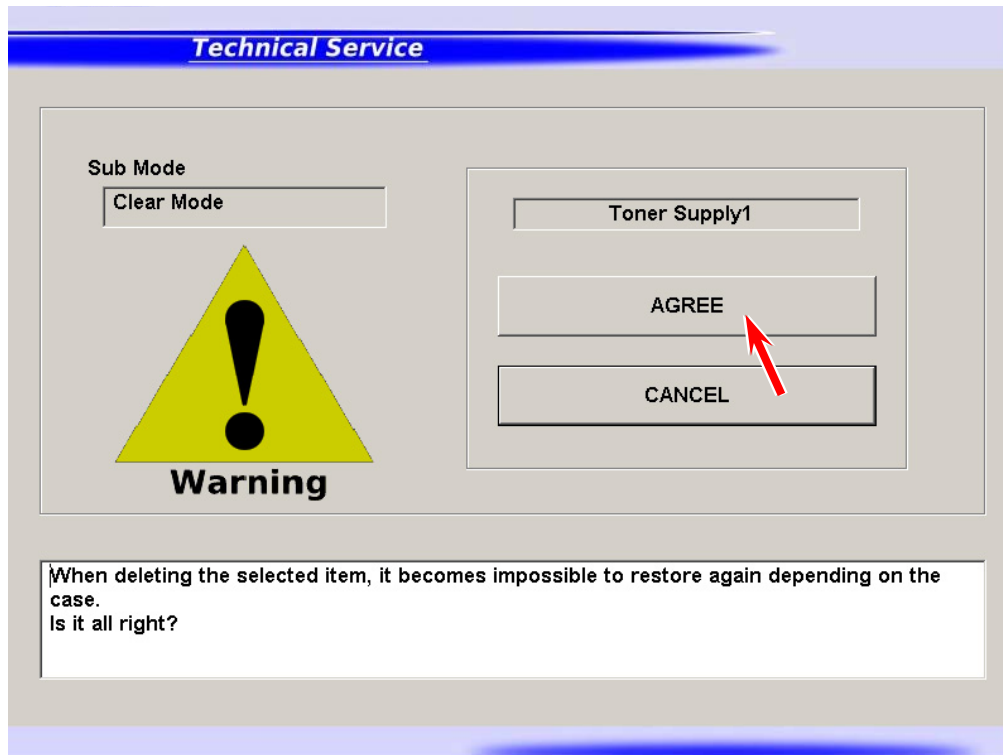 Technical Service
Sub Mode
Clear Mode
Toner Supply1
AGREE
CANCEL
Warning
When deleting the selected item, it becomes impossible to restore again depending on the
case.
Is it all right?